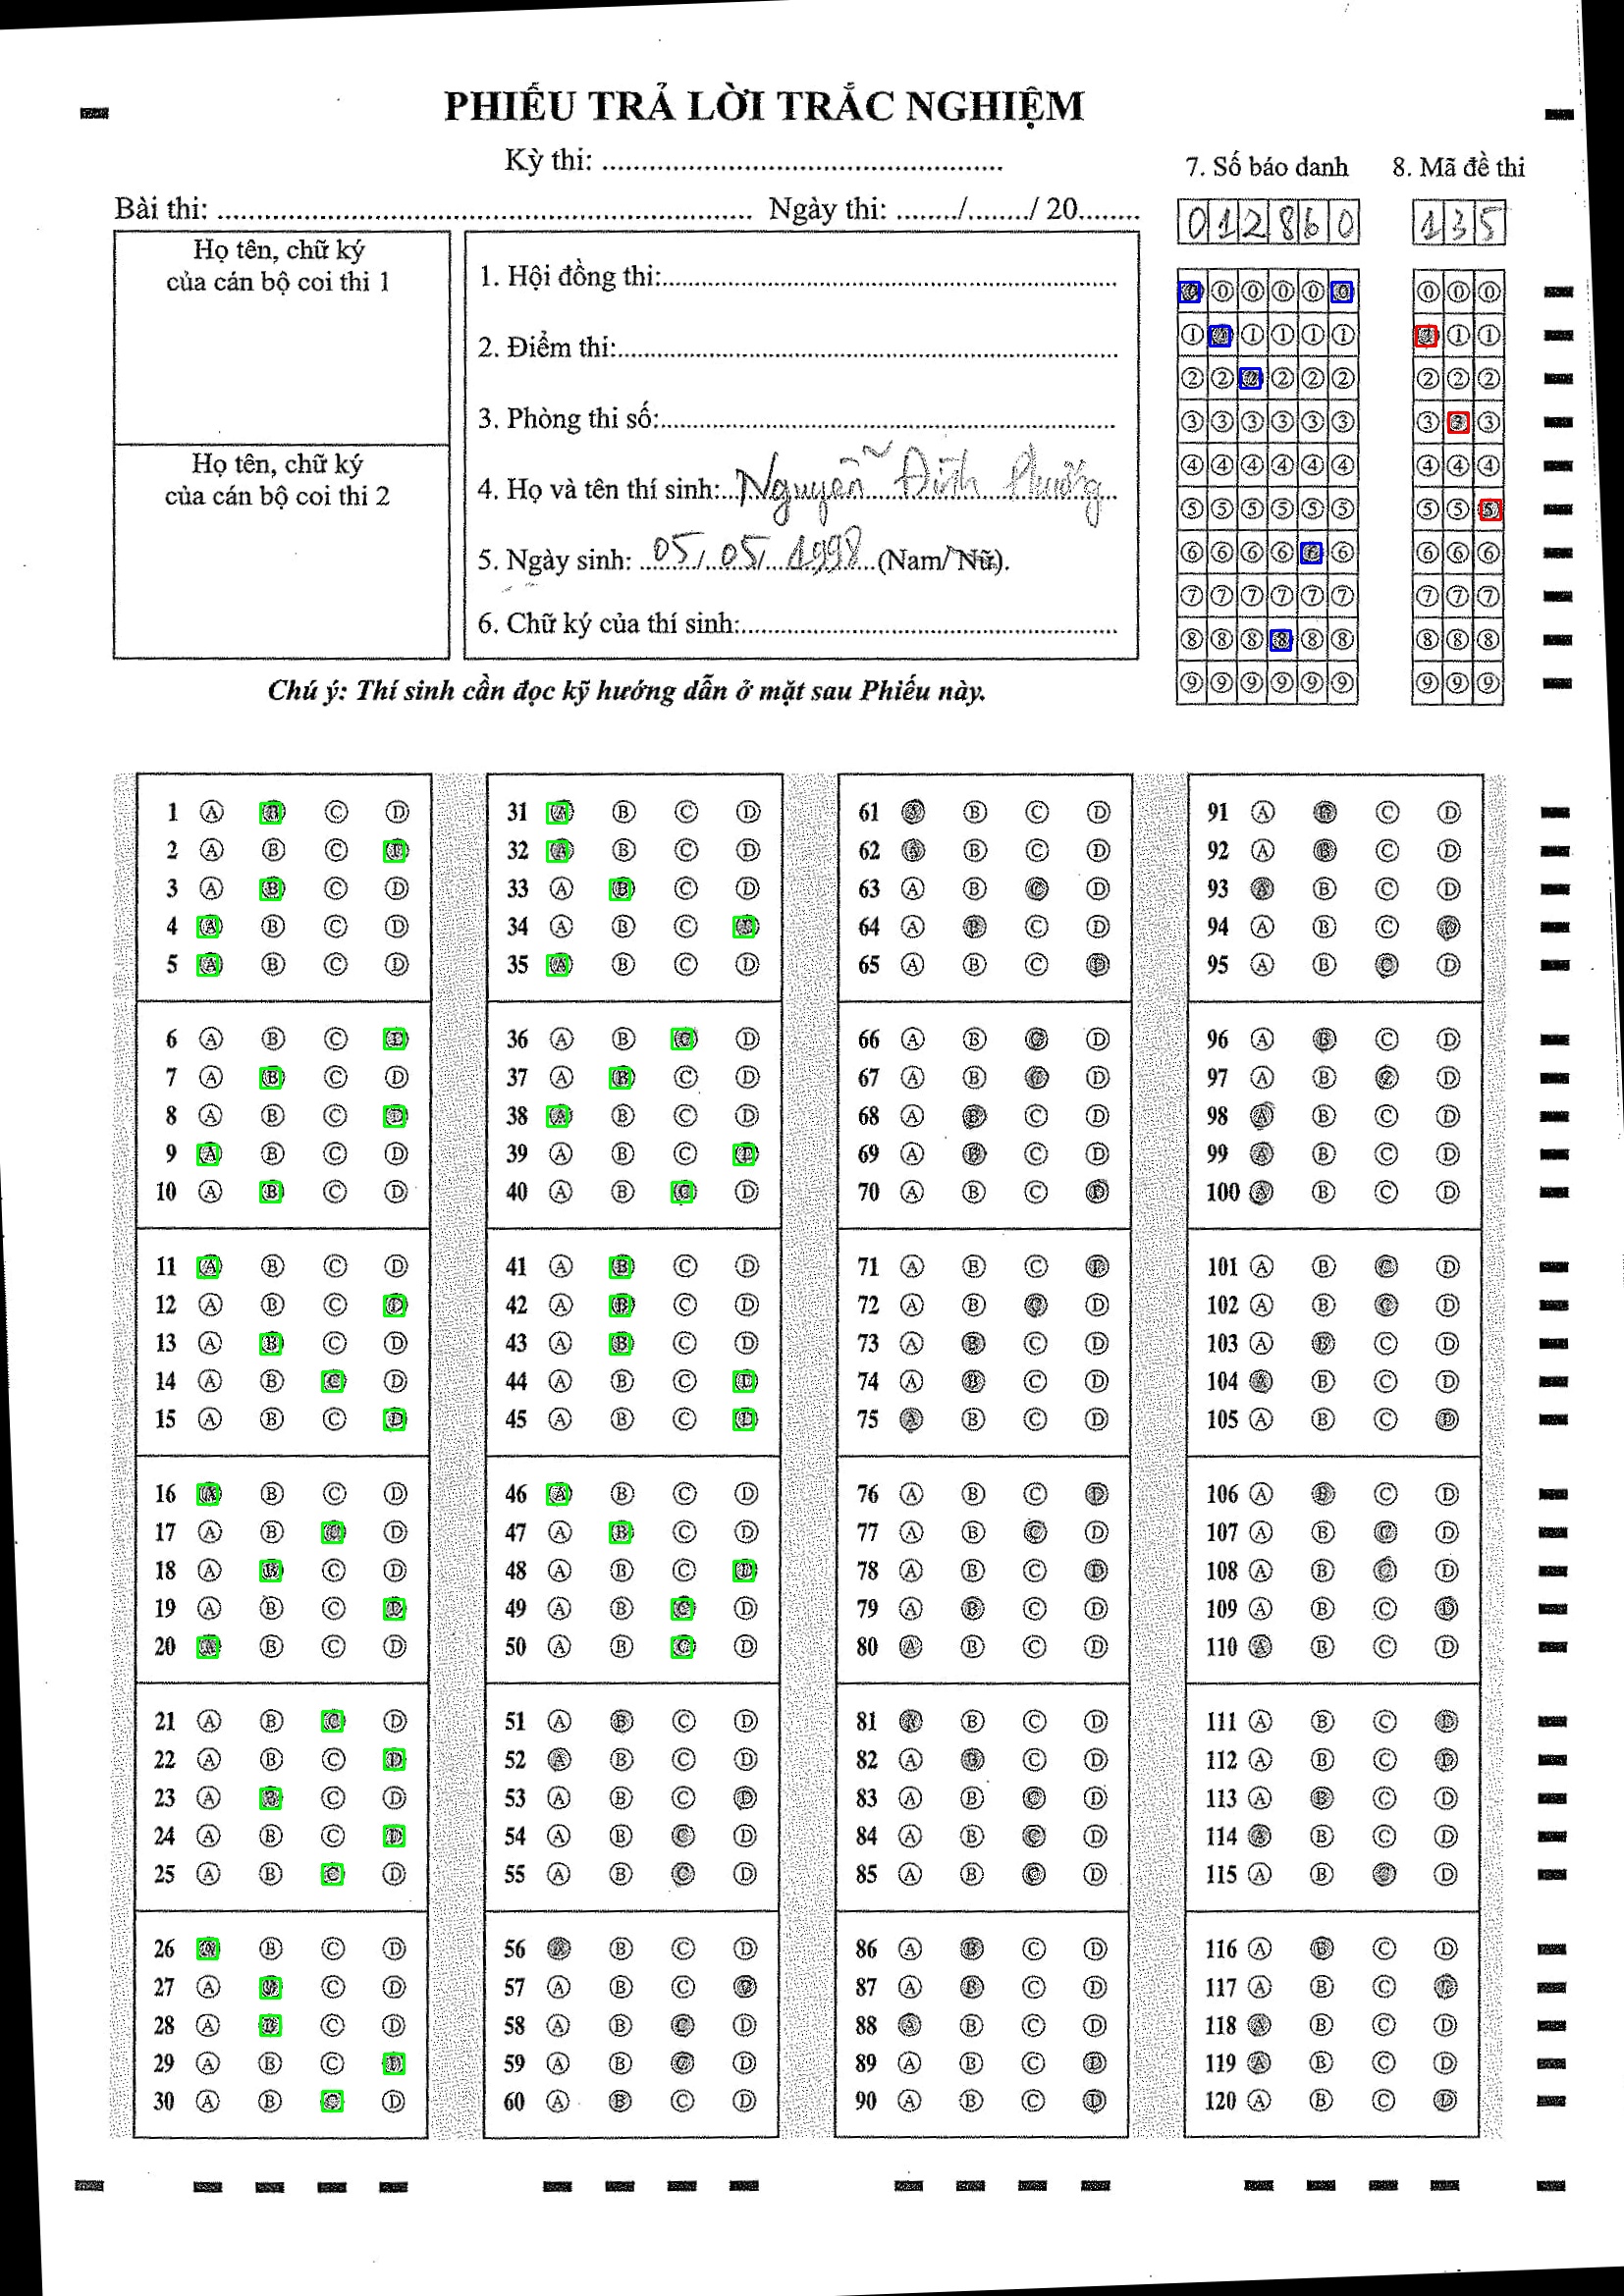 PHIẾU TRẢ LỜI TRẮC NGHIỆM
Kỳ thi: ....................................................
Bài thi: .................................................................... Ngày thi: ......../......../ 20........
7. Số báo danh
8. Mã đề thi
012860
135
Họ tên, chữ ký
của cán bộ coi thi 1
Họ tên, chữ ký
của cán bộ coi thi 2
1. Hội đồng thi:..........................................................
2. Điểm thi:................................................................
3. Phòng thi số:..........................................................
4. Họ và tên thí sinh: Nguyễn Đình Phương
5. Ngày sinh: 05/05/1998 (Nam/ Nữ).
6. Chữ ký của thí sinh:................................................
Chú ý: Thí sinh cần đọc kỹ hướng dẫn ở mặt sau Phiếu này.
0 0 0 0 0 0 0 0 0
1 1 1 1 1 1 1 1 1
2 2 2 2 2 2 2 2 2
3 3 3 3 3 3 3 3 3
4 4 4 4 4 4 4 4 4
5 5 5 5 5 5 5 5 5
6 6 6 6 6 6 6 6 6
7 7 7 7 7 7 7 7 7
8 8 8 8 8 8 8 8 8
9 9 9 9 9 9 9 9 9
1 A B C D 31 A B C D 61 A B C D 91 A B C D
2 A B C D 32 A B C D 62 A B C D 92 A B C D
3 A B C D 33 A B C D 63 A B C D 93 A B C D
4 A B C D 34 A B C D 64 A B C D 94 A B C D
5 A B C D 35 A B C D 65 A B C D 95 A B C D
6 A B C D 36 A B C D 66 A B C D 96 A B C D
7 A B C D 37 A B C D 67 A B C D 97 A B C D
8 A B C D 38 A B C D 68 A B C D 98 A B C D
9 A B C D 39 A B C D 69 A B C D 99 A B C D
10 A B C D 40 A B C D 70 A B C D 100 A B C D
11 A B C D 41 A B C D 71 A B C D 101 A B C D
12 A B C D 42 A B C D 72 A B C D 102 A B C D
13 A B C D 43 A B C D 73 A B C D 103 A B C D
14 A B C D 44 A B C D 74 A B C D 104 A B C D
15 A B C D 45 A B C D 75 A B C D 105 A B C D
16 A B C D 46 A B C D 76 A B C D 106 A B C D
17 A B C D 47 A B C D 77 A B C D 107 A B C D
18 A B C D 48 A B C D 78 A B C D 108 A B C D
19 A B C D 49 A B C D 79 A B C D 109 A B C D
20 A B C D 50 A B C D 80 A B C D 110 A B C D
21 A B C D 51 A B C D 81 A B C D 111 A B C D
22 A B C D 52 A B C D 82 A B C D 112 A B C D
23 A B C D 53 A B C D 83 A B C D 113 A B C D
24 A B C D 54 A B C D 84 A B C D 114 A B C D
25 A B C D 55 A B C D 85 A B C D 115 A B C D
26 A B C D 56 A B C D 86 A B C D 116 A B C D
27 A B C D 57 A B C D 87 A B C D 117 A B C D
28 A B C D 58 A B C D 88 A B C D 118 A B C D
29 A B C D 59 A B C D 89 A B C D 119 A B C D
30 A B C D 60 A B C D 90 A B C D 120 A B C D